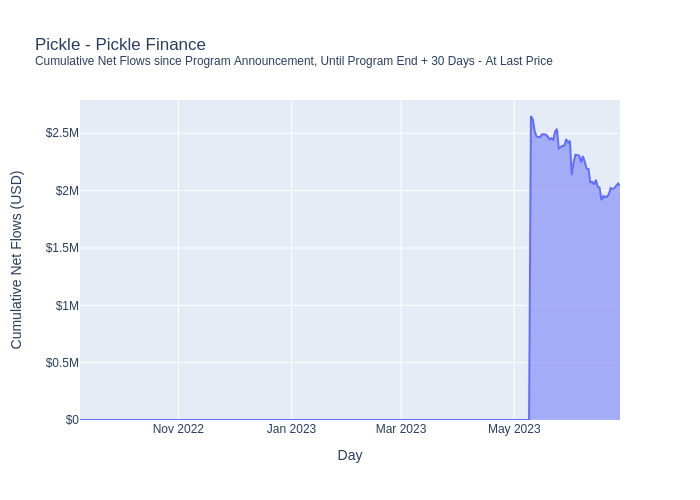 Pickle - Pickle Finance
Cumulative Net Flows since Program Announcement, Until Program End + 30 Days - At Last Price
Cumulative Net Flows (USD)
$2.5M
$2M
$1.5M
$1M
$0.5M
$0
Nov 2022
Jan 2023
Mar 2023
May 2023
Day